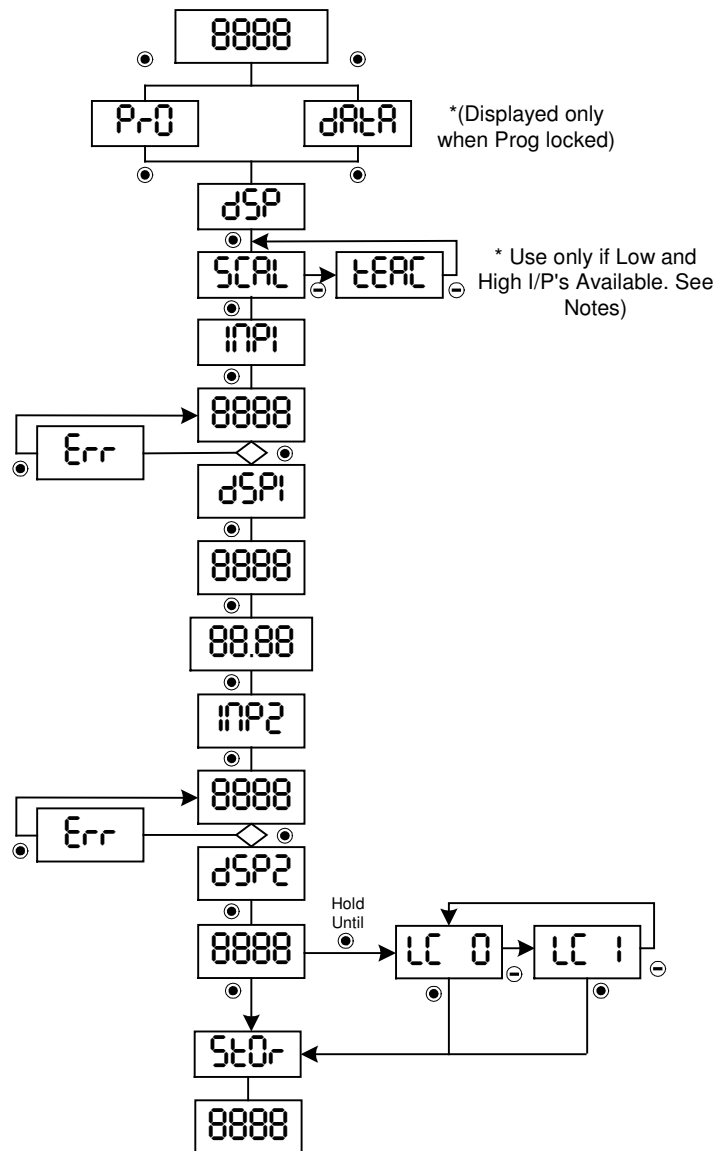 8888
Pr0
dAtA
*(Displayed only
when Prog locked)
dSP
SCAL
tEAC
* Use only if Low and
High I/P's Available. See
Notes)
INP1
8888
Err
dSP1
8888
88.88
INP2
8888
Err
dSP2
Hold
Until
8888
LC 0
LC 1
StOr
8888